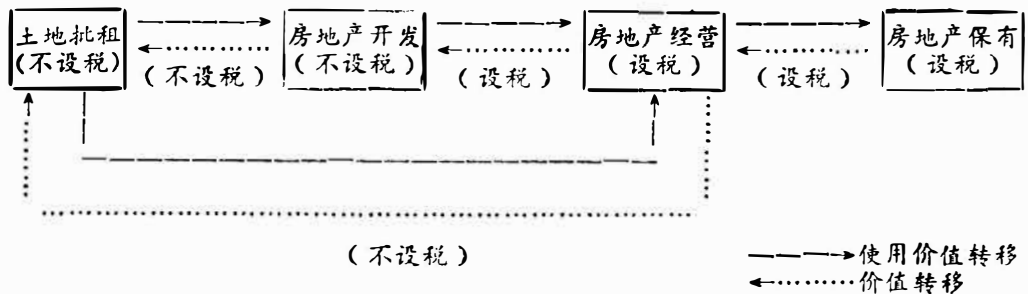 土地批租 房地产开发 房地产经营 房地产保有
(不设税) (不设税) (设税) (设税)
(不设税) (设税) (设税)
(不设税)
使用价值转移
价值转移